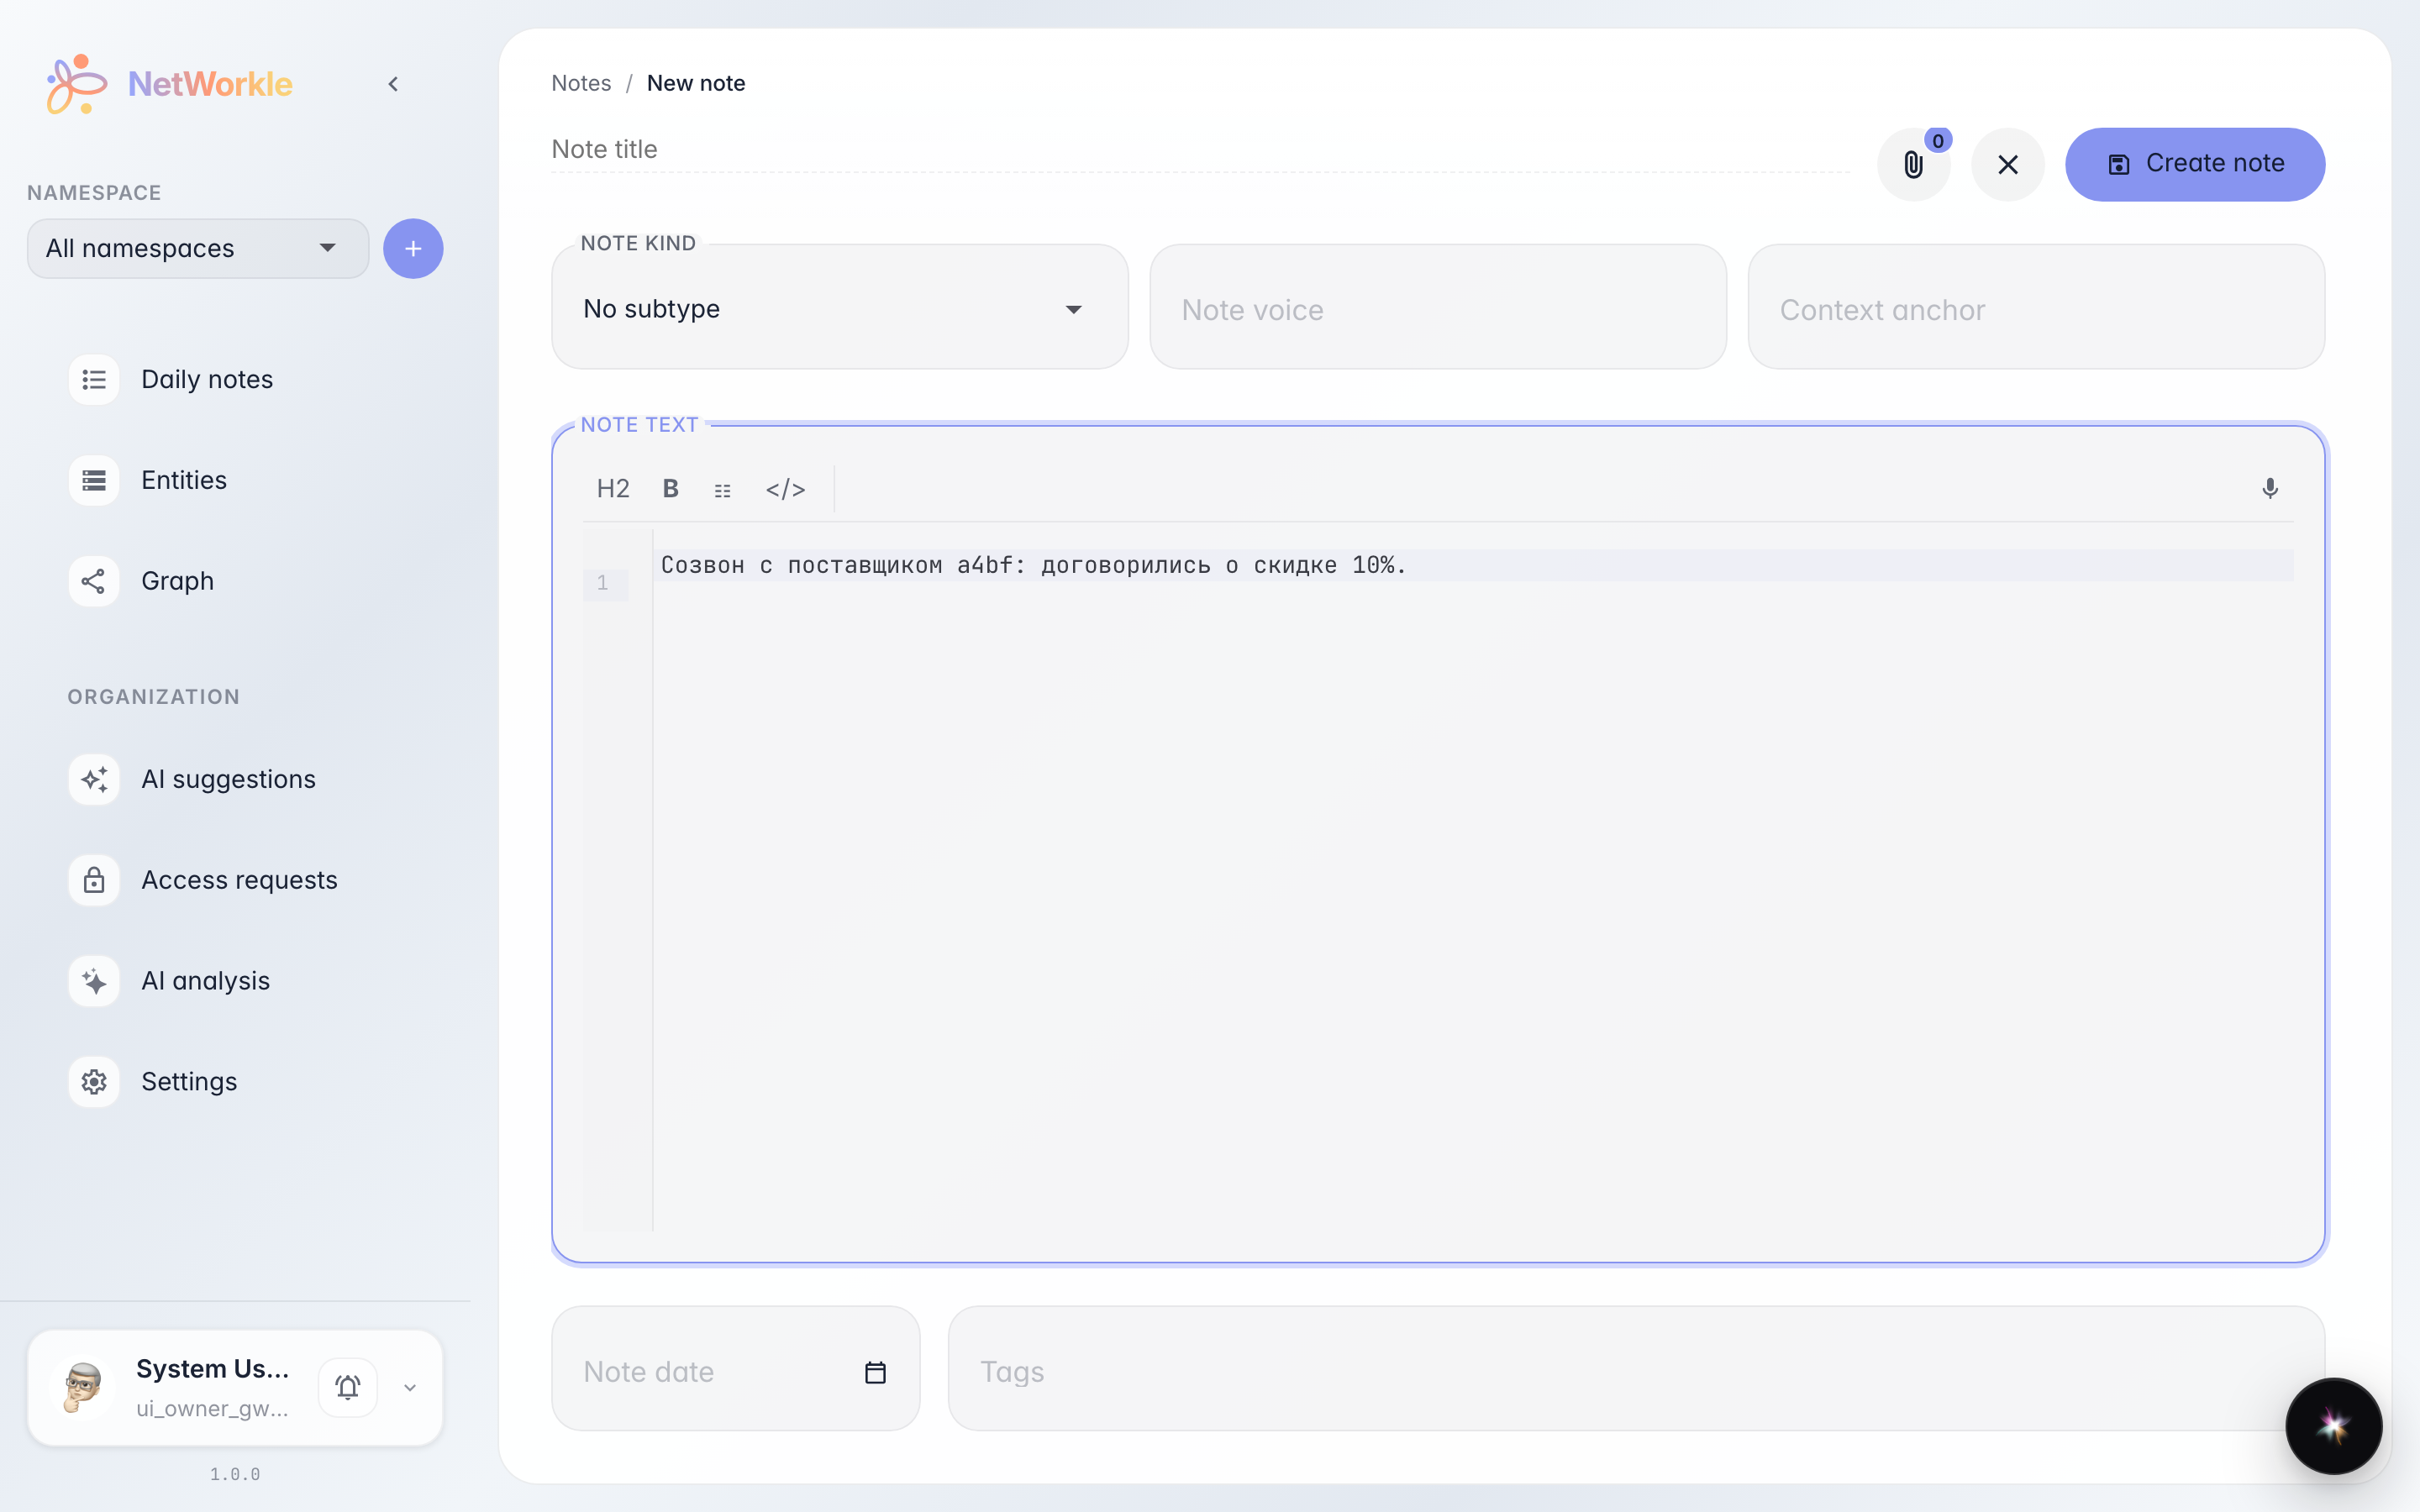 NetWorkle
NAMESPACE
All namespaces
+
Daily notes
Entities
Graph
ORGANIZATION
AI suggestions
Access requests
AI analysis
Settings
System Us...
ui_owner_gw...
1.0.0
Notes / New note
Note title
0
Create note
NOTE KIND
No subtype
Note voice
Context anchor
NOTE TEXT
H2 B </>
1
Созвон с поставщиком a4bf: договорились о скидке 10%.
Note date
Tags